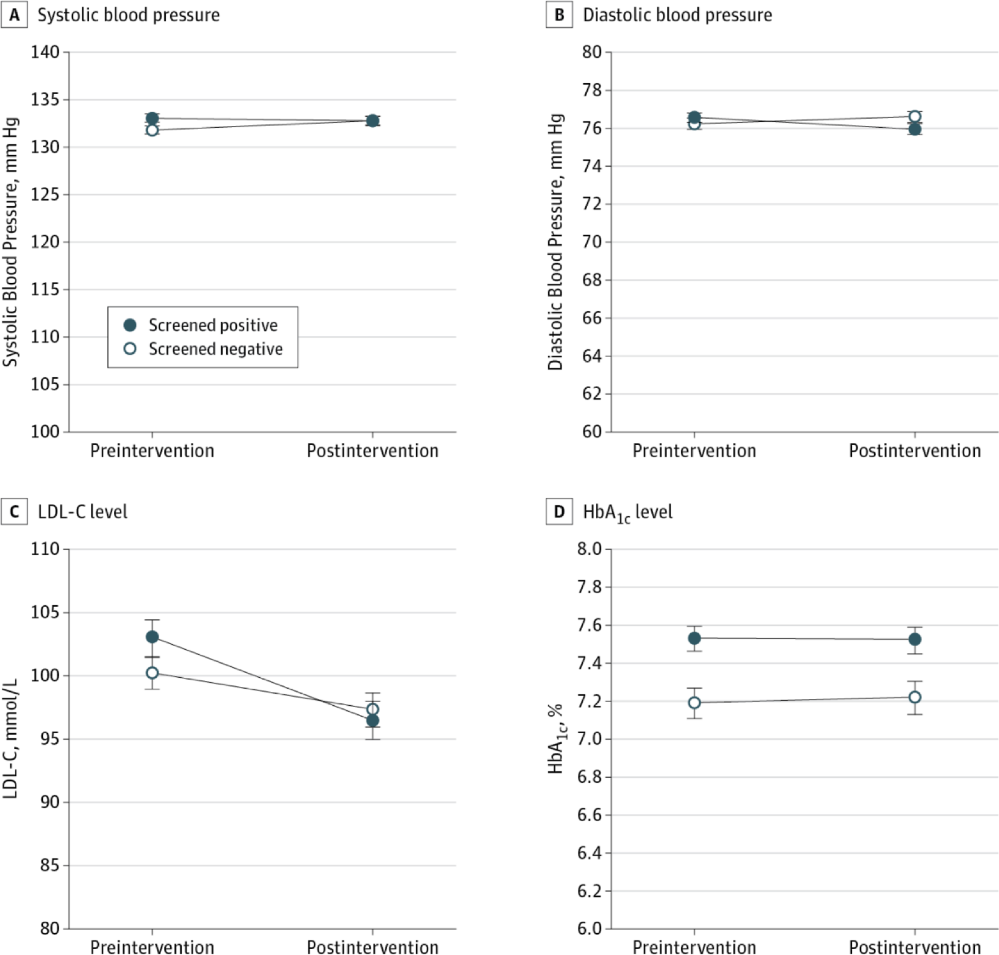 A Systolic blood pressure
Systolic Blood Pressure, mm Hg
140
135
130
125
120
115
110
105
100
Screened positive
Screened negative
Preintervention Postintervention
B Diastolic blood pressure
Diastolic Blood Pressure, mm Hg
80
78
76
74
72
70
68
66
64
62
60
Preintervention Postintervention
C LDL-C level
LDL-C, mmol/L
110
105
100
95
90
85
80
Preintervention Postintervention
D HbA1c level
HbA1c, %
8.0
7.8
7.6
7.4
7.2
7.0
6.8
6.6
6.4
6.2
6.0
Preintervention Postintervention